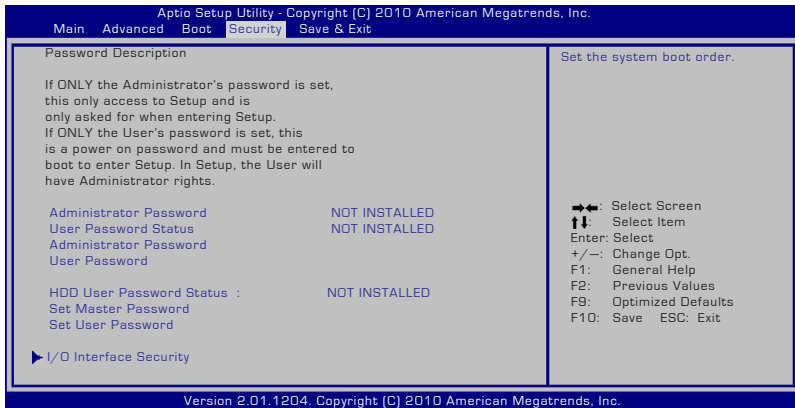 Aptio Setup Utility - Copyright (C) 2010 American Megatrends, Inc.
Main Advanced Boot Security Save & Exit
Password Description
If ONLY the Administrator's password is set,
this only access to Setup and is
only asked for when entering Setup.
If ONLY the User's password is set, this
is a power on password and must be entered to
boot to enter Setup. In Setup, the User will
have Administrator rights.
Administrator Password NOT INSTALLED
User Password Status NOT INSTALLED
Administrator Password
User Password
HDD User Password Status : NOT INSTALLED
Set Master Password
Set User Password
I/O Interface Security
Set the system boot order.
→←: Select Screen
↑↓: Select Item
Enter: Select
+/—: Change Opt.
F1: General Help
F2: Previous Values
F9: Optimized Defaults
F10: Save ESC: Exit
Version 2.01.1204. Copyright (C) 2010 American Megatrends, Inc.